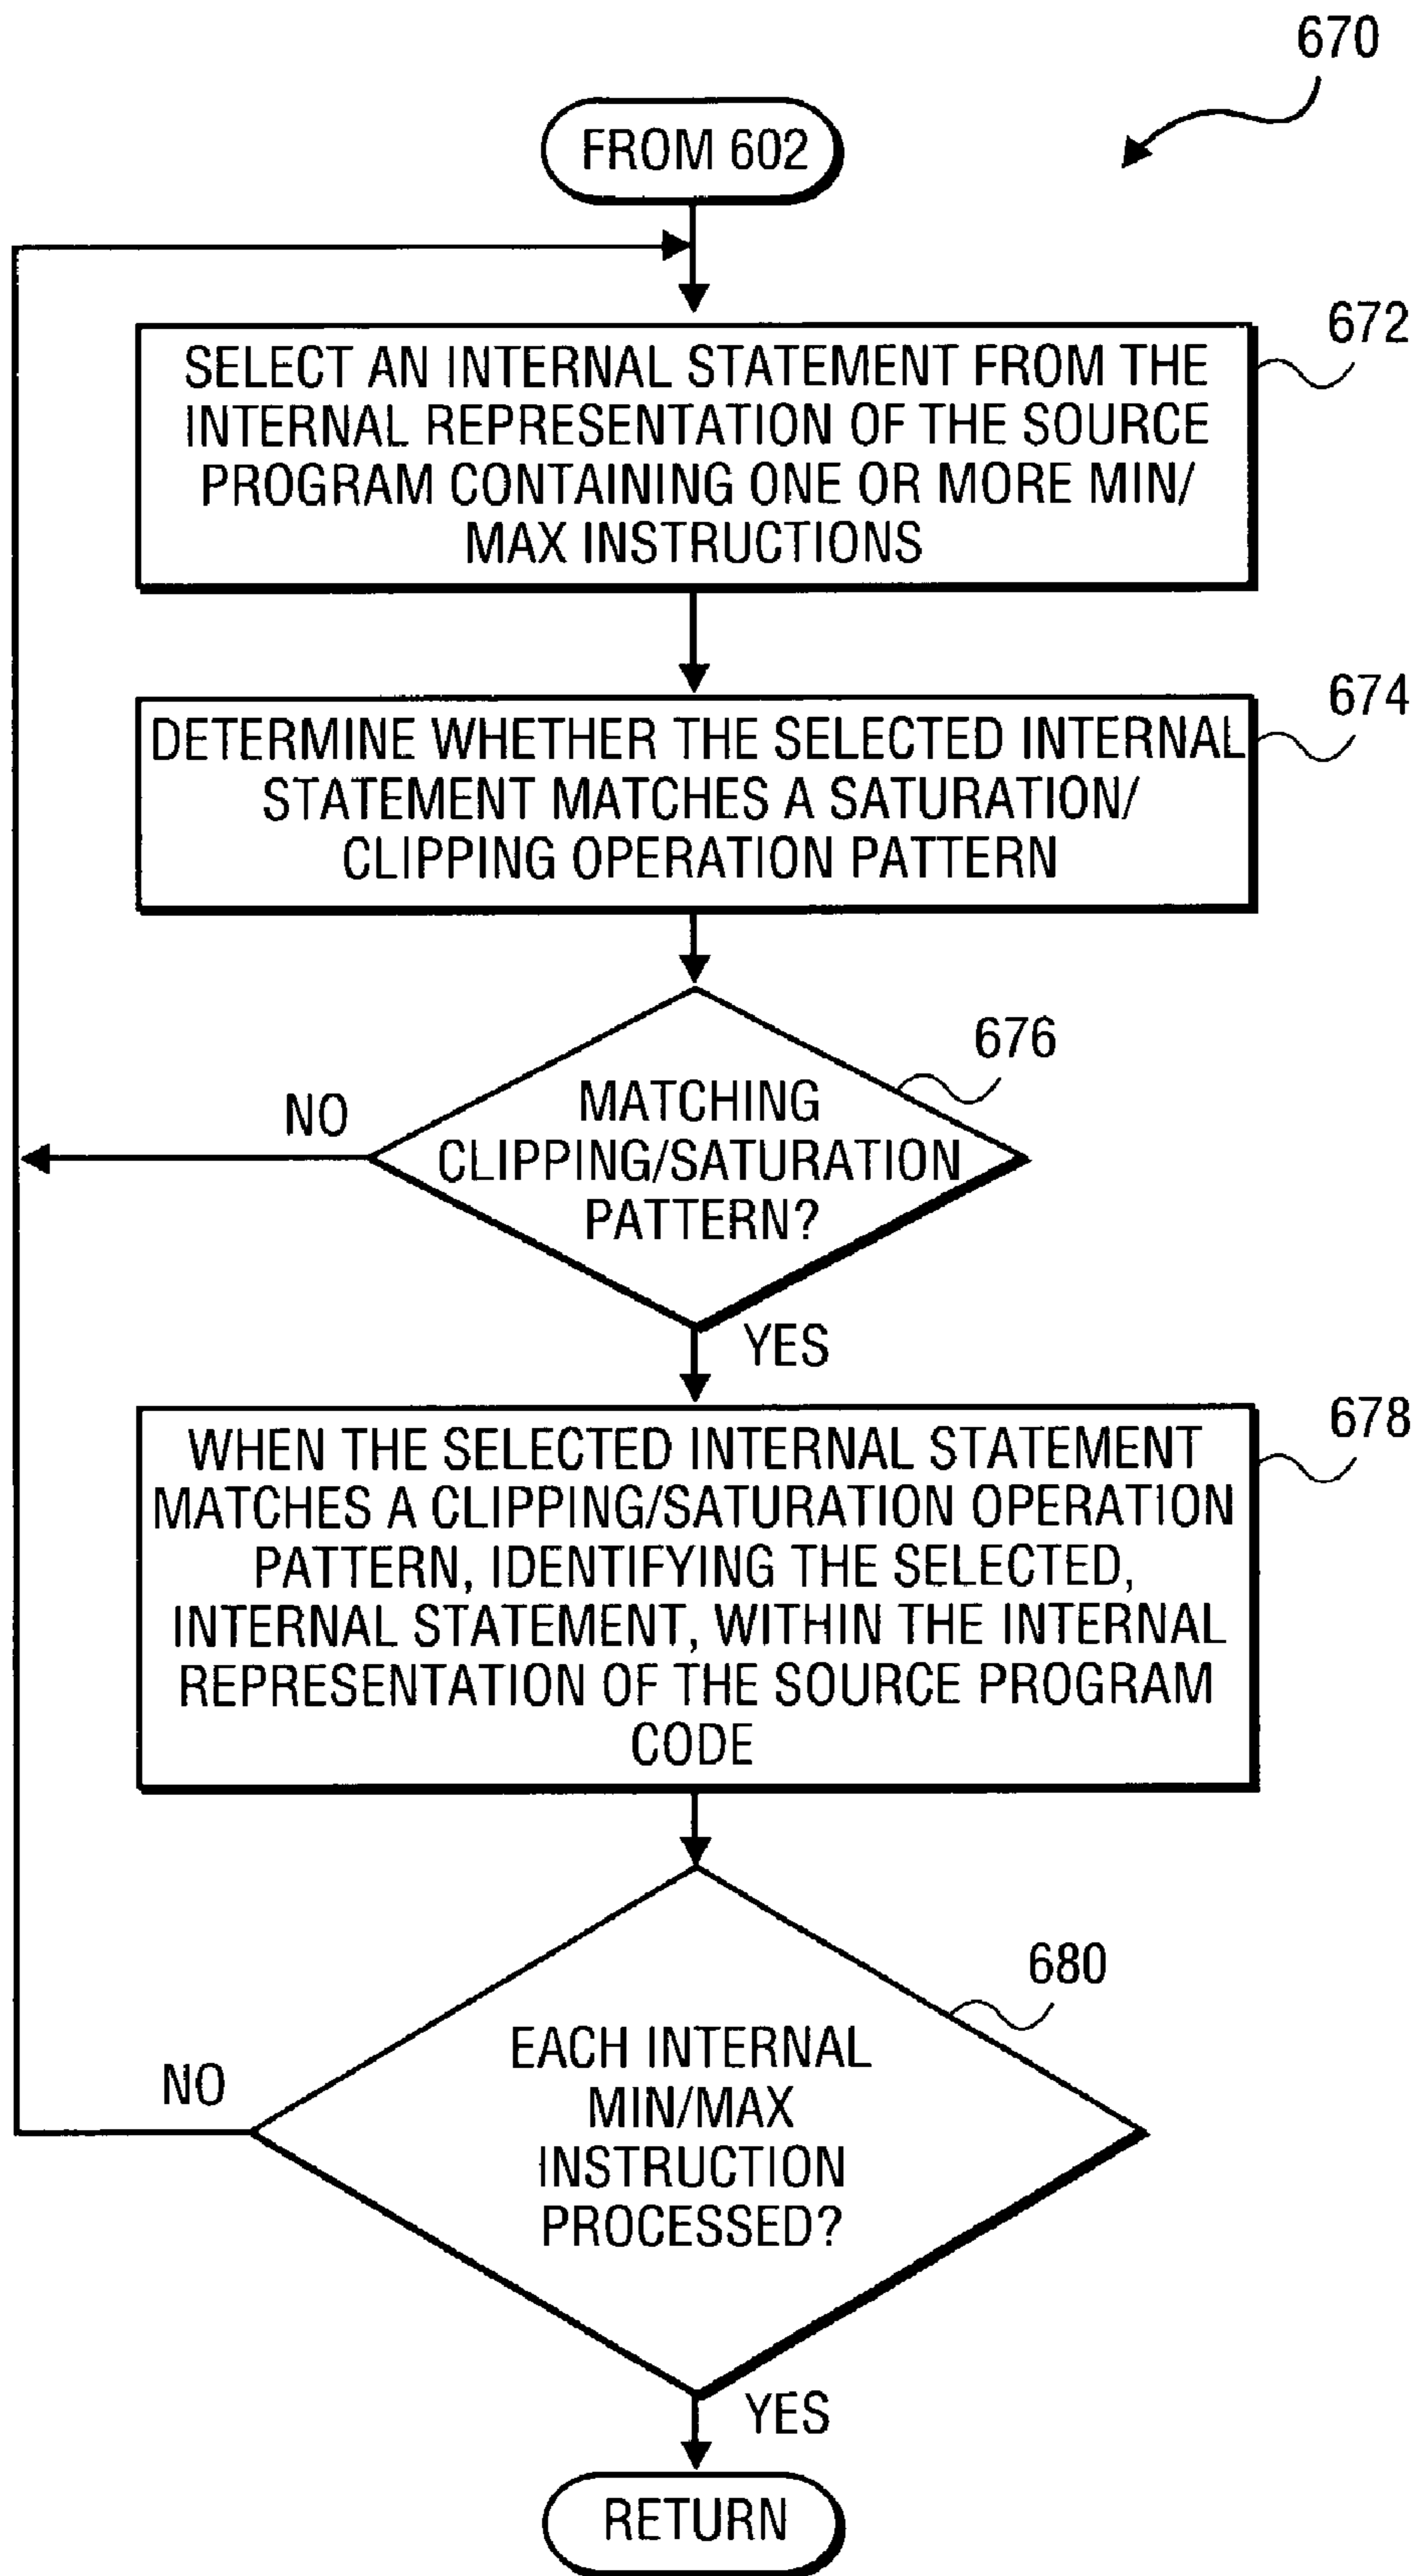 670
FROM 602
672
SELECT AN INTERNAL STATEMENT FROM THE
INTERNAL REPRESENTATION OF THE SOURCE
PROGRAM CONTAINING ONE OR MORE MIN/
MAX INSTRUCTIONS
674
DETERMINE WHETHER THE SELECTED INTERNAL
STATEMENT MATCHES A SATURATION/
CLIPPING OPERATION PATTERN
676
NO
MATCHING
CLIPPING/SATURATION
PATTERN?
YES
678
WHEN THE SELECTED INTERNAL STATEMENT
MATCHES A CLIPPING/SATURATION OPERATION
PATTERN, IDENTIFYING THE SELECTED,
INTERNAL STATEMENT, WITHIN THE INTERNAL
REPRESENTATION OF THE SOURCE PROGRAM
CODE
680
NO
EACH INTERNAL
MIN/MAX
INSTRUCTION
PROCESSED?
YES
RETURN